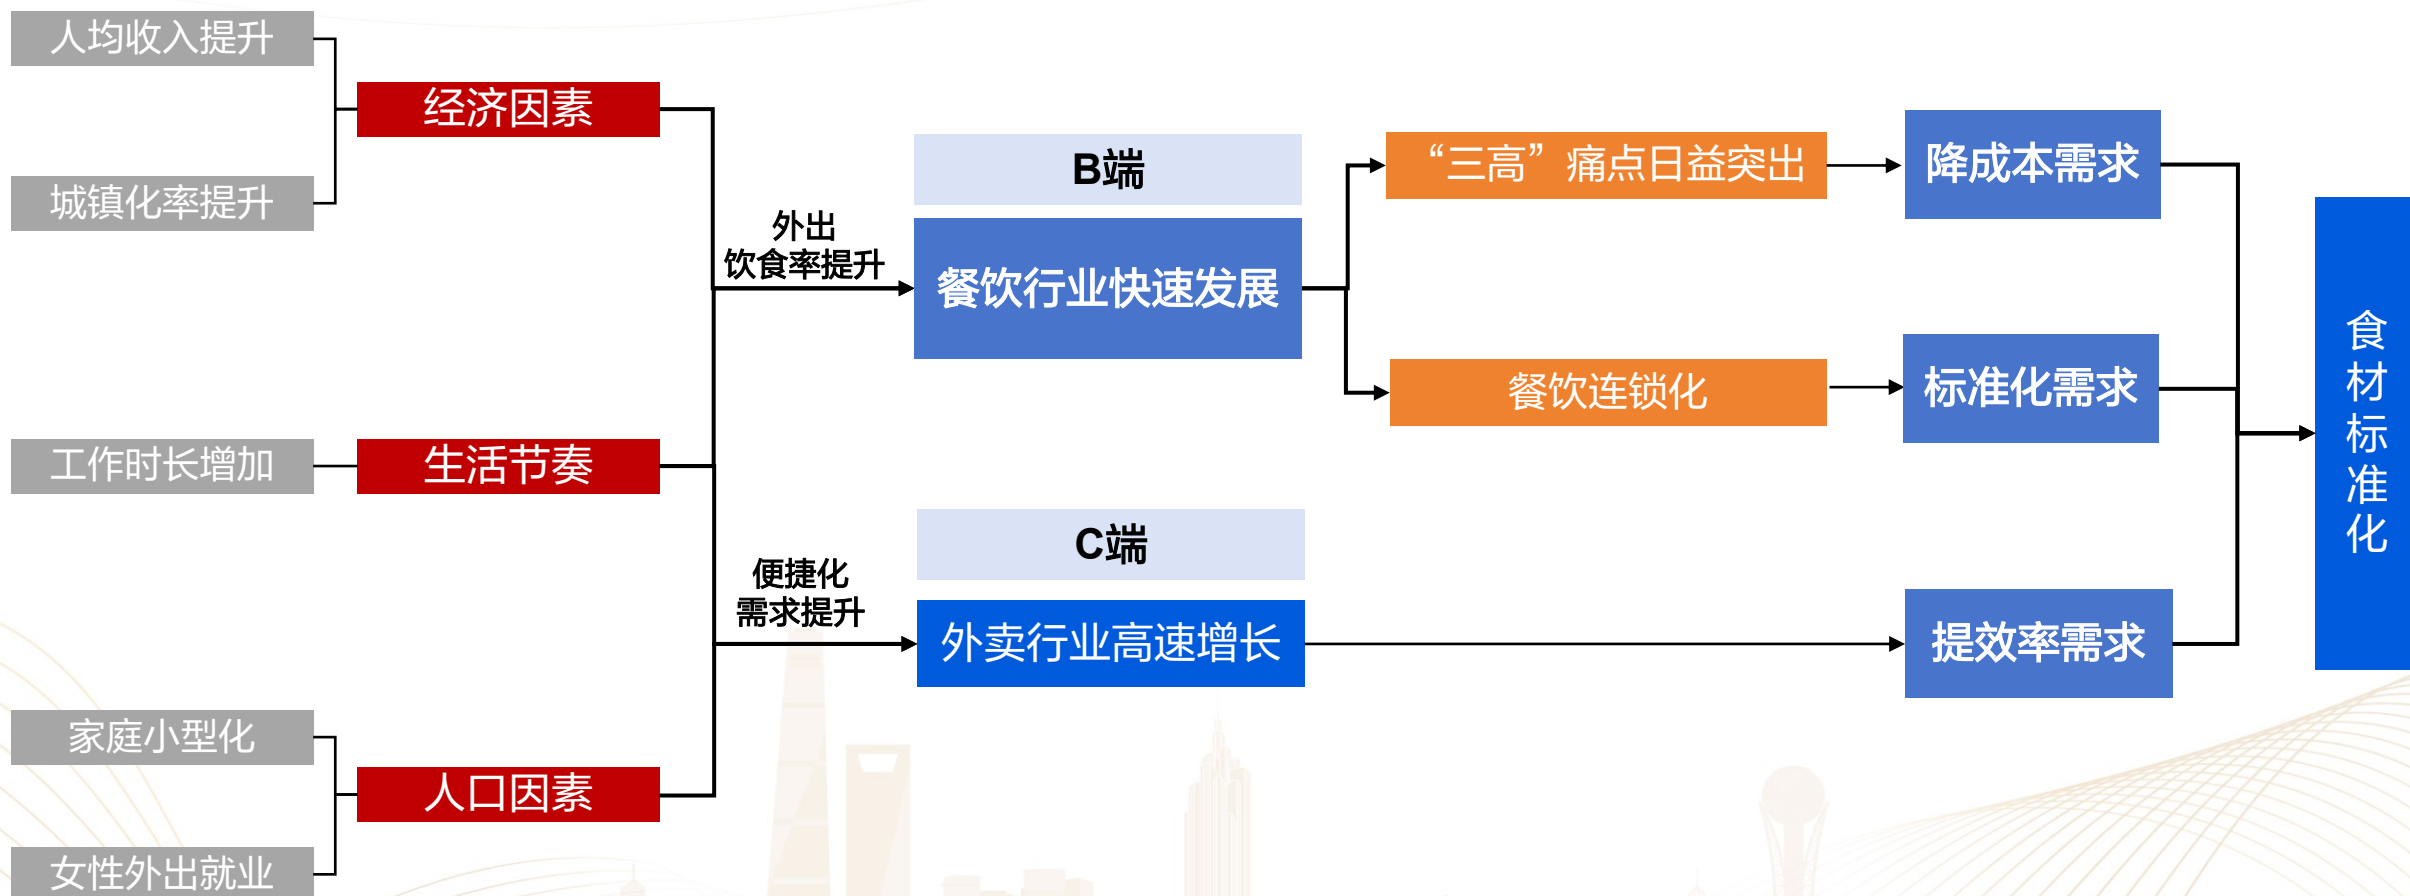 人均收入提升
城镇化率提升
工作时长增加
家庭小型化
女性外出就业
经济因素
生活节奏
人口因素
外出
饮食率提升
便捷化
需求提升
B端
餐饮行业快速发展
C端
外卖行业高速增长
“三高”痛点日益突出
餐饮连锁化
降成本需求
标准化需求
提效率需求
食材标准化